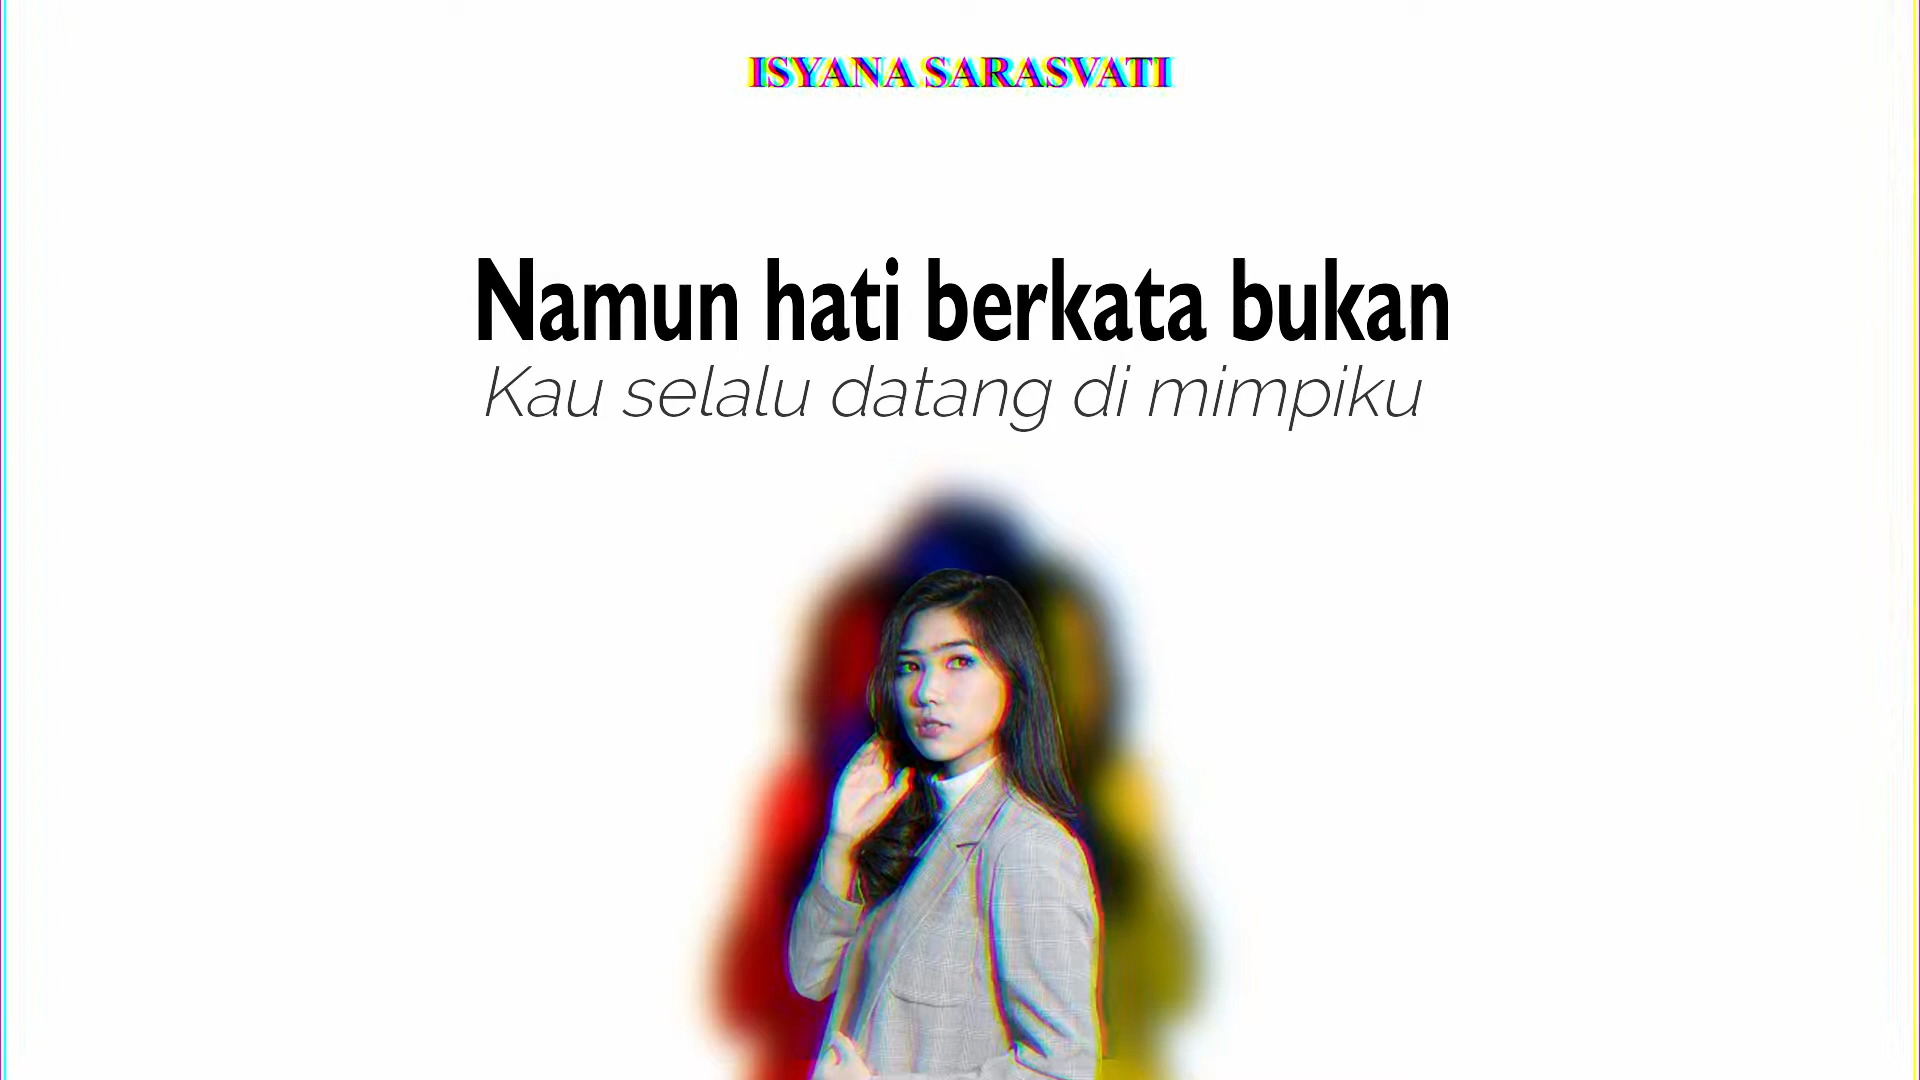 ISYANA SARASVATI
Namun hati berkata bukan
Kau selalu datang di mimpiku